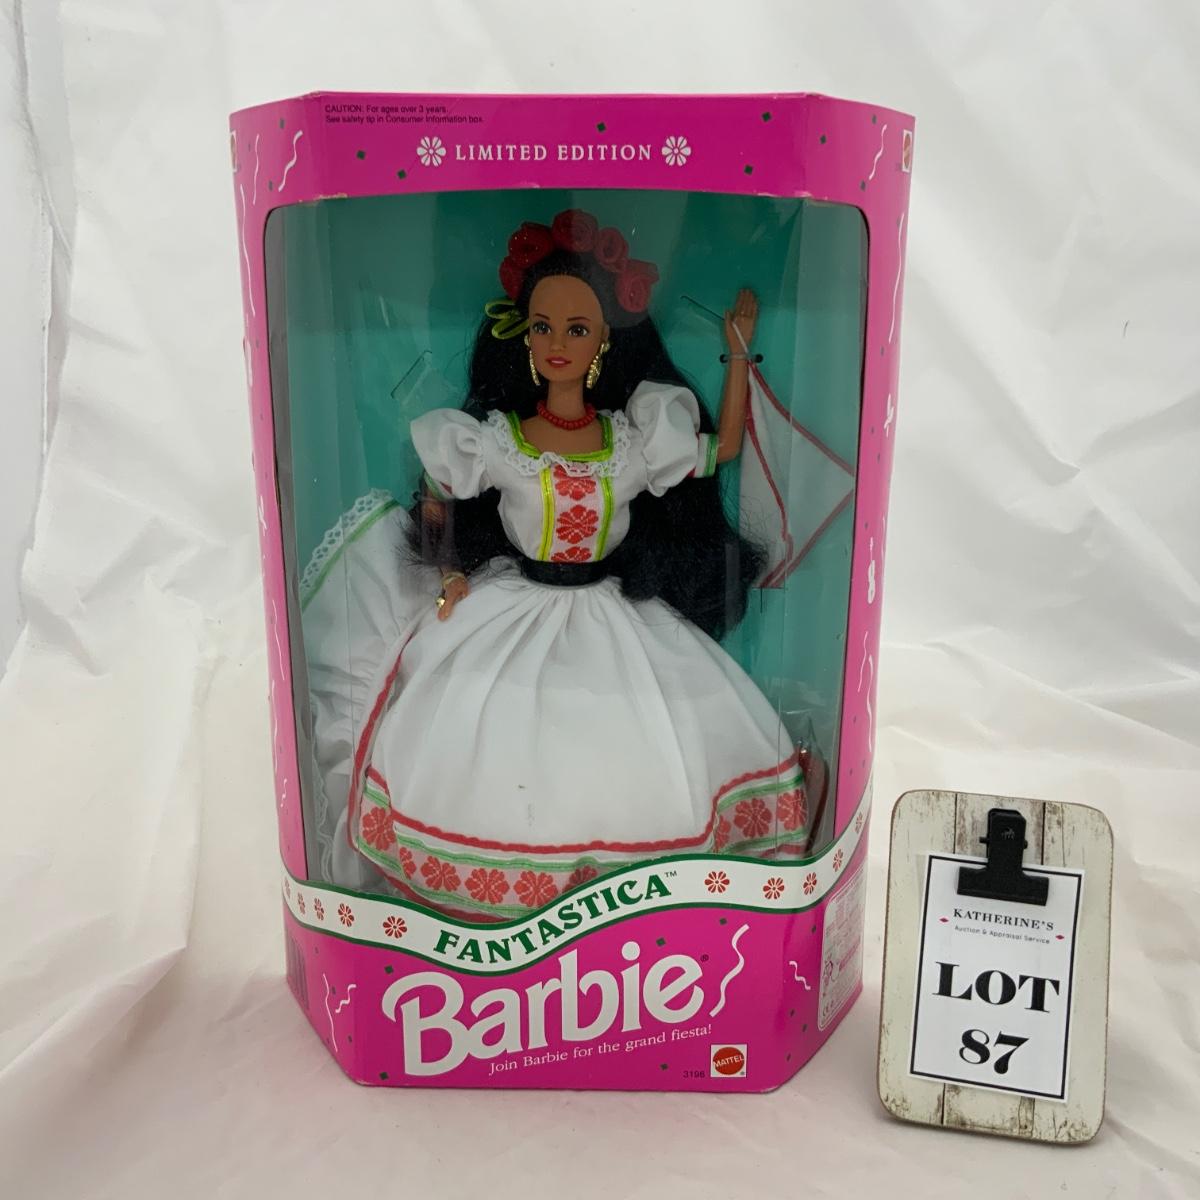 CAUTION: For ages over 3 years.
See safety tip in Consumer Information box.
LIMITED EDITION
FANTASTICA™
Barbie®
Join Barbie for the grand fiesta!
3196
MATTEL
KATHERINE'S
Auction & Appraisal Service
LOT
87